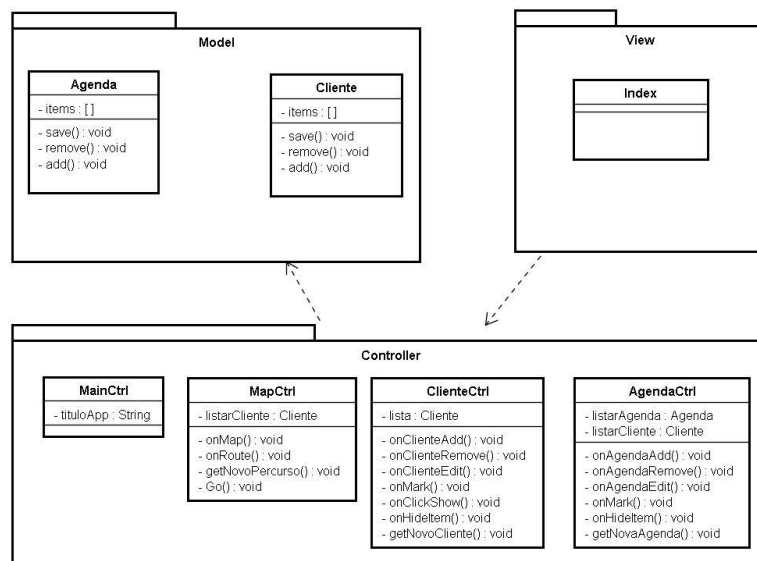 Model
Agenda
- items : [ ]
- save() : void
- remove() : void
- add() : void
Cliente
- items : [ ]
- save() : void
- remove() : void
- add() : void
View
Index
Controller
MainCtrl
- tituloApp : String
MapCtrl
- listarCliente : Cliente
- onMap() : void
- onRoute() : void
- getNovoPercurso() : void
- Go() : void
ClienteCtrl
- lista : Cliente
- onClienteAdd() : void
- onClienteRemove() : void
- onClienteEdit() : void
- onMark() : void
- onClickShow() : void
- onHideItem() : void
- getNovoCliente() : void
AgendaCtrl
- listarAgenda : Agenda
- listarCliente : Cliente
- onAgendaAdd() : void
- onAgendaRemove() : void
- onAgendaEdit() : void
- onMark() : void
- onHideItem() : void
- getNovaAgenda() : void